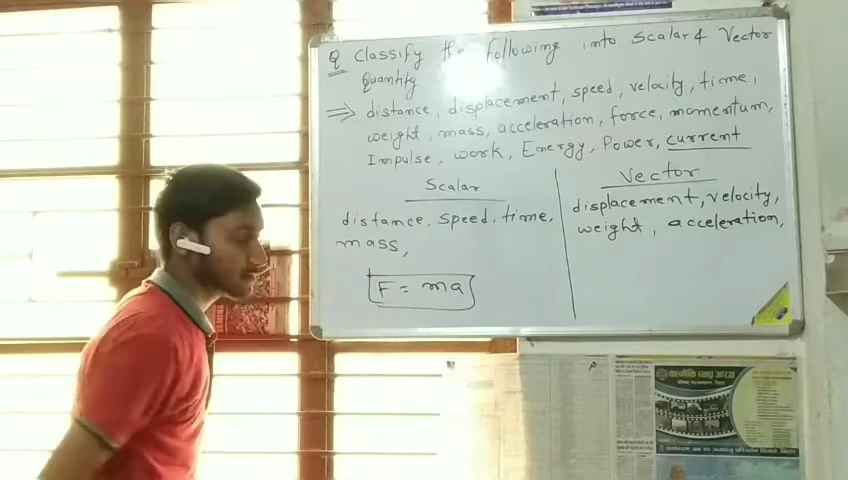 Q Classify the following into Scalar & Vector
Quantity
⇒ distance, displacement, speed, velocity, time,
weight, mass, acceleration, force, momentum,
Impulse, work, Energy, Power, current
Scalar
distance, speed, time,
mass,
F = ma
Vector
displacement, velocity,
weight, acceleration,